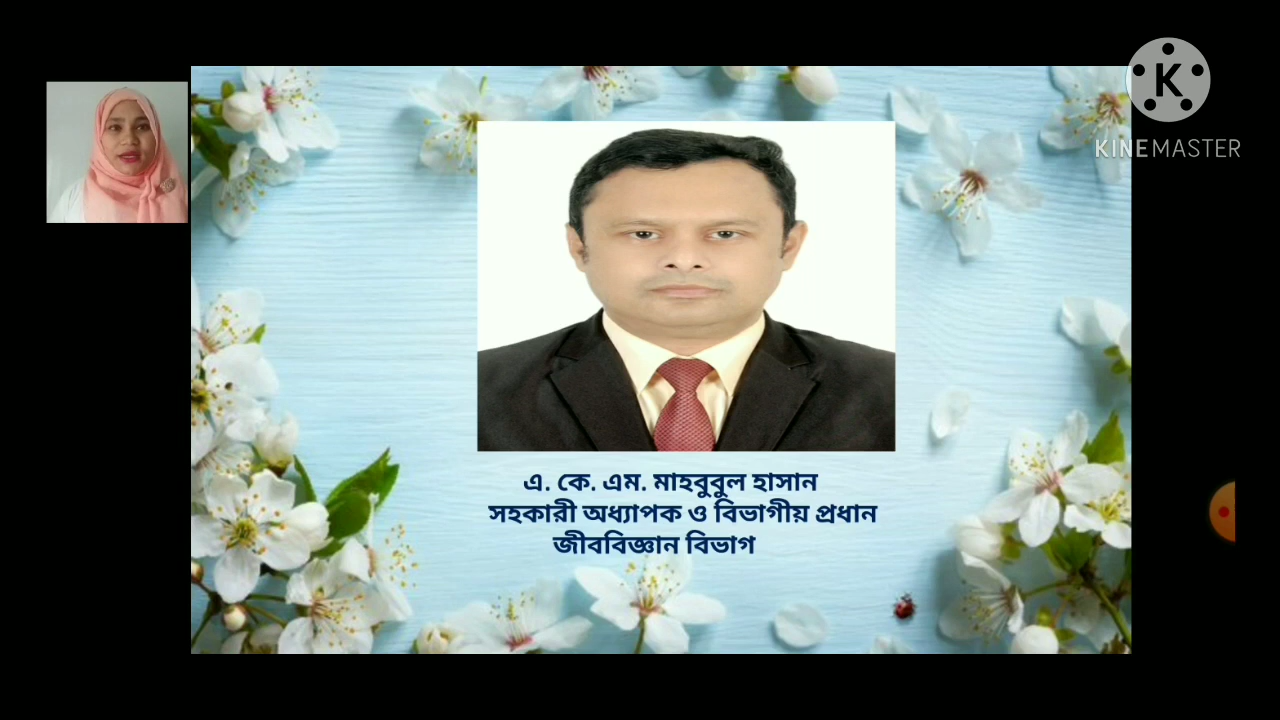 K
KINEMASTER
এ. কে. এম. মাহবুবুল হাসান
সহকারী অধ্যাপক ও বিভাগীয় প্রধান
জীববিজ্ঞান বিভাগ